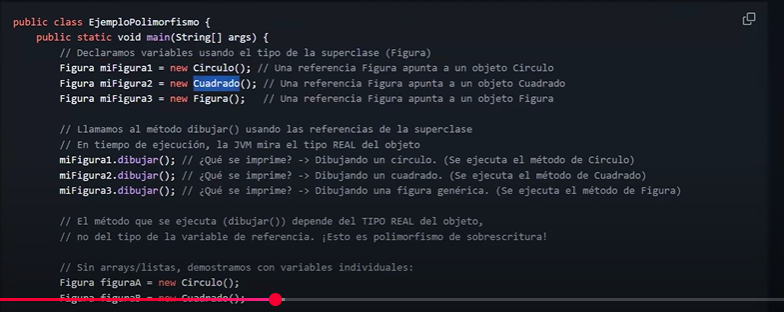 public class EjemploPolimorfismo {
public static void main(String[] args) {
// Declaramos variables usando el tipo de la superclase (Figura)
Figura miFigura1 = new Circulo(); // Una referencia Figura apunta a un objeto Circulo
Figura miFigura2 = new Cuadrado(); // Una referencia Figura apunta a un objeto Cuadrado
Figura miFigura3 = new Figura(); // Una referencia Figura apunta a un objeto Figura
// Llamamos al método dibujar() usando las referencias de la superclase
// En tiempo de ejecución, la JVM mira el tipo REAL del objeto
miFigura1.dibujar(); // ¿Qué se imprime? -> Dibujando un círculo. (Se ejecuta el método de Circulo)
miFigura2.dibujar(); // ¿Qué se imprime? -> Dibujando un cuadrado. (Se ejecuta el método de Cuadrado)
miFigura3.dibujar(); // ¿Qué se imprime? -> Dibujando una figura genérica. (Se ejecuta el método de Figura)
// El método que se ejecuta (dibujar()) depende del TIPO REAL del objeto,
// no del tipo de la variable de referencia. ¡Esto es polimorfismo de sobrescritura!
// Sin arrays/listas, demostramos con variables individuales:
Figura figuraA = new Circulo();
Figura figuraB = new Cuadrado();